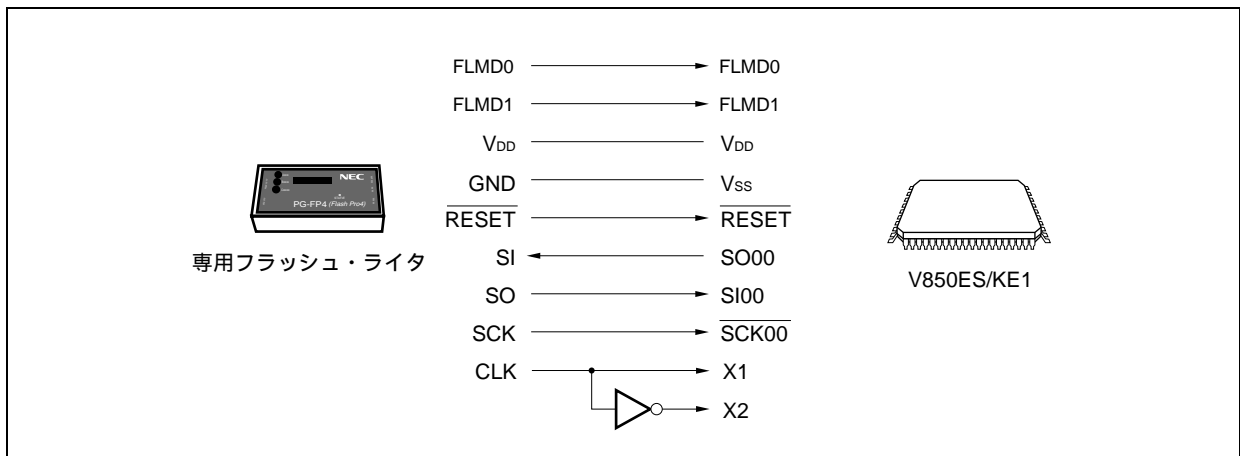 FLMD0 FLMD0
FLMD1 FLMD1
VDD VDD
GND VSS
RESET RESET
SI SO00
SO SI00
SCK SCK00
CLK X1
X2
NEC
PG-FP4 (Flash Pro4)
専用フラッシュ・ライタ
V850ES/KE1